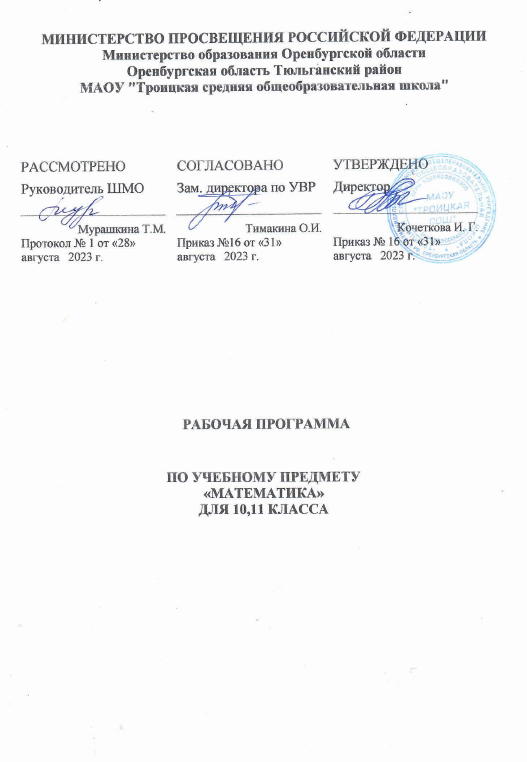 МИНИСТЕРСТВО ПРОСВЕЩЕНИЯ РОССИЙСКОЙ ФЕДЕРАЦИИ
Министерство образования Оренбургской области
Оренбургская область Тюльганский район
МАОУ "Троицкая средняя общеобразовательная школа"
РАССМОТРЕНО
Руководитель ШМО
Мурашкина Т.М.
Протокол № 1 от «28»
августа 2023 г.
СОГЛАСОВАНО
Зам. директора по УВР
Тимакина О.И.
Приказ №16 от «31»
августа 2023 г.
УТВЕРЖДЕНО
Директор
Кочеткова И. Г.
Приказ № 16 от «31»
августа 2023 г.
МАОУ
ТРОИЦКАЯ
СОШ
РАБОЧАЯ ПРОГРАММА
ПО УЧЕБНОМУ ПРЕДМЕТУ
«МАТЕМАТИКА»
ДЛЯ 10,11 КЛАССА